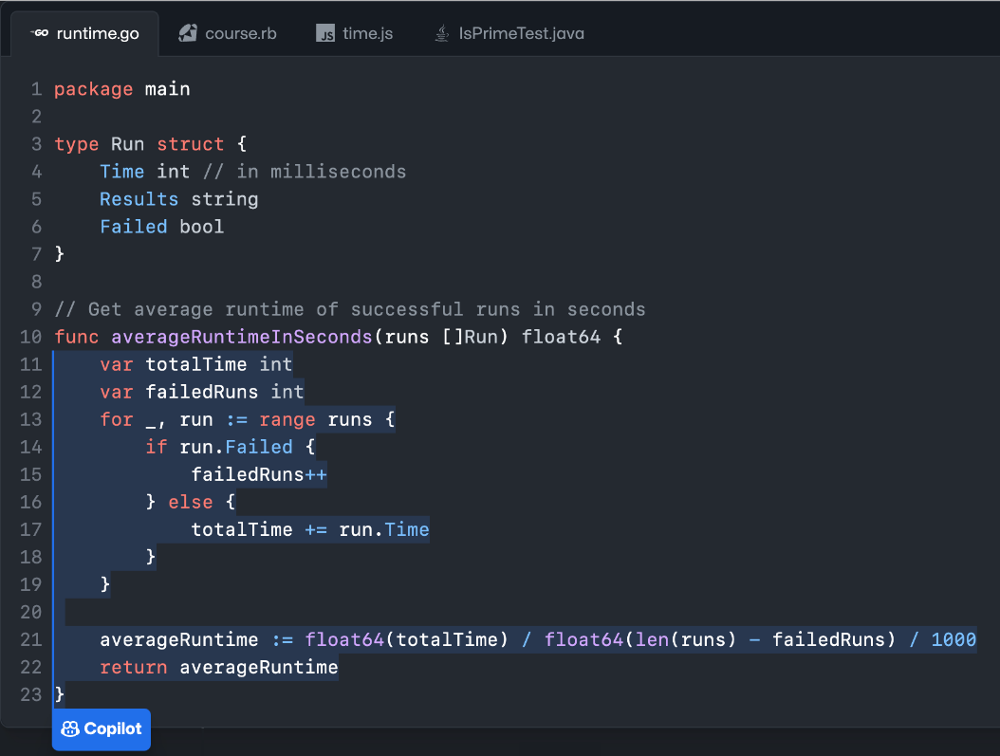 GO runtime.go course.rb JS time.js IsPrimeTest.java
1 package main
2
3 type Run struct {
4     Time int // in milliseconds
5     Results string
6     Failed bool
7 }
8
9 // Get average runtime of successful runs in seconds
10 func averageRuntimeInSeconds(runs []Run) float64 {
11     var totalTime int
12     var failedRuns int
13     for _, run := range runs {
14         if run.Failed {
15             failedRuns++
16         } else {
17             totalTime += run.Time
18         }
19     }
20
21     averageRuntime := float64(totalTime) / float64(len(runs) - failedRuns) / 1000
22     return averageRuntime
23 }
Copilot